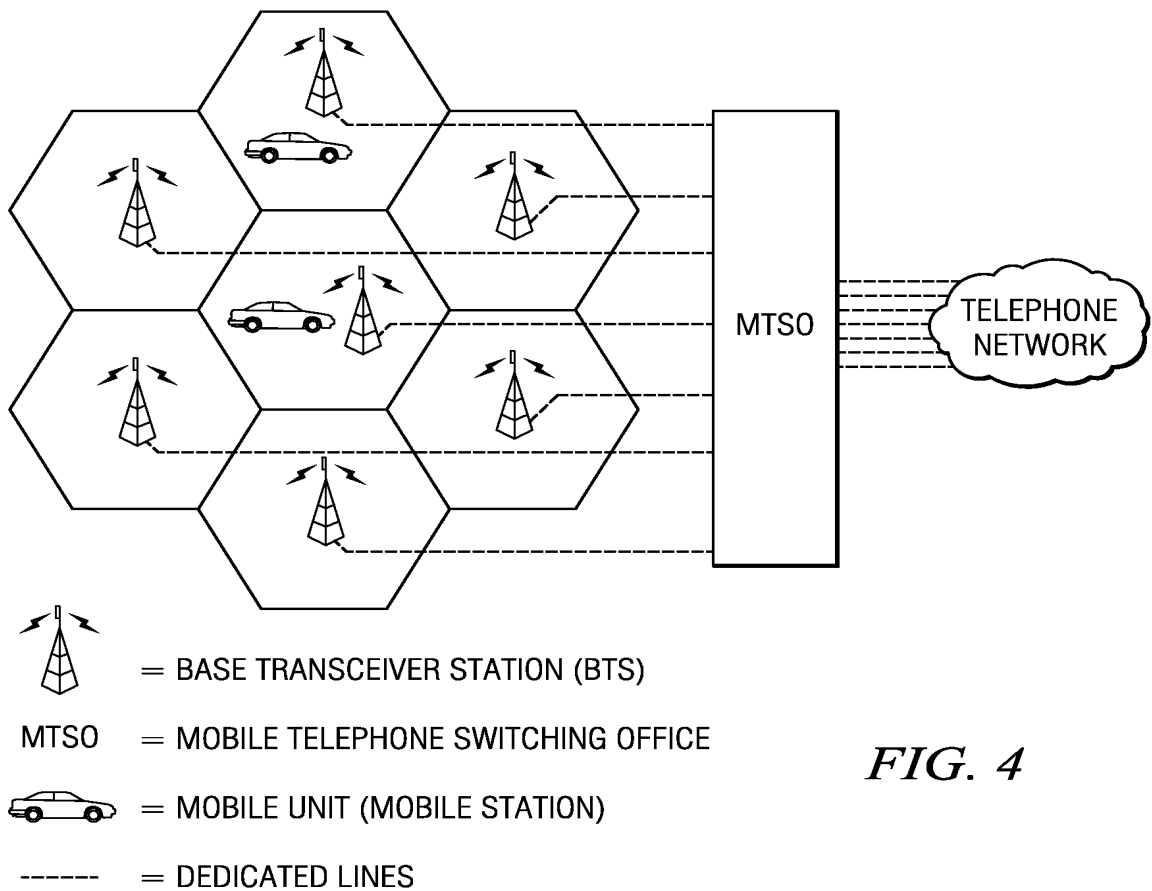 MTSO
TELEPHONE
NETWORK
= BASE TRANSCEIVER STATION (BTS)
MTSO = MOBILE TELEPHONE SWITCHING OFFICE
= MOBILE UNIT (MOBILE STATION)
= DEDICATED LINES
FIG. 4